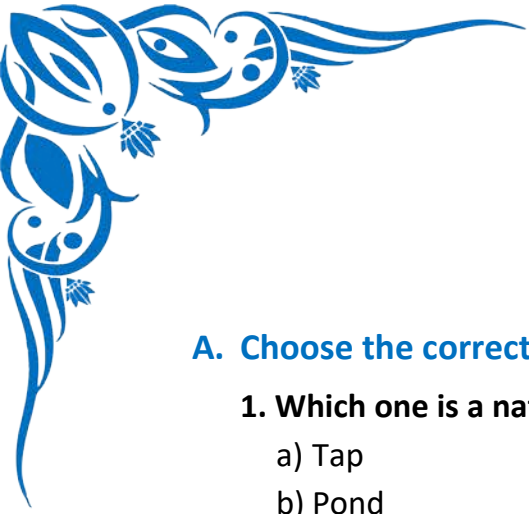 A. Choose the correct
1. Which one is a
a) Tap
b) Pond